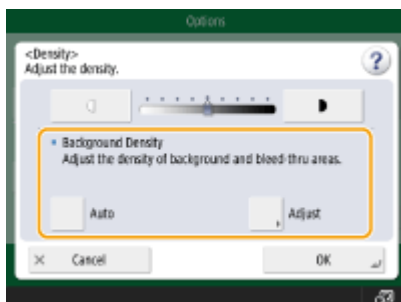 Options
<Density>
Adjust the density.
?
Background Density
Adjust the density of background and bleed-thru areas.
Auto
Adjust
× Cancel
OK